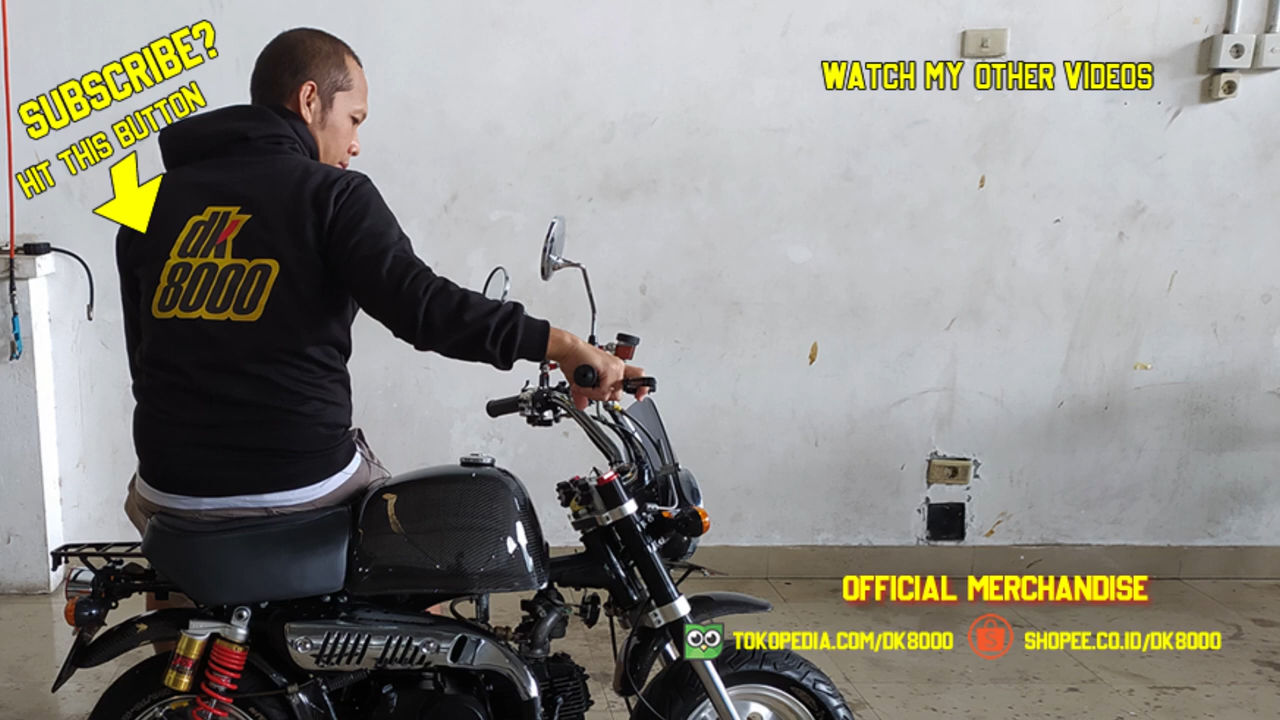 SUBSCRIBE?
HIT THIS BUTTON
WATCH MY OTHER VIDEOS
dk
8000
OFFICIAL MERCHANDISE
TOKOPEDIA.COM/DK8000
SHOPEE.CO.ID/DK8000